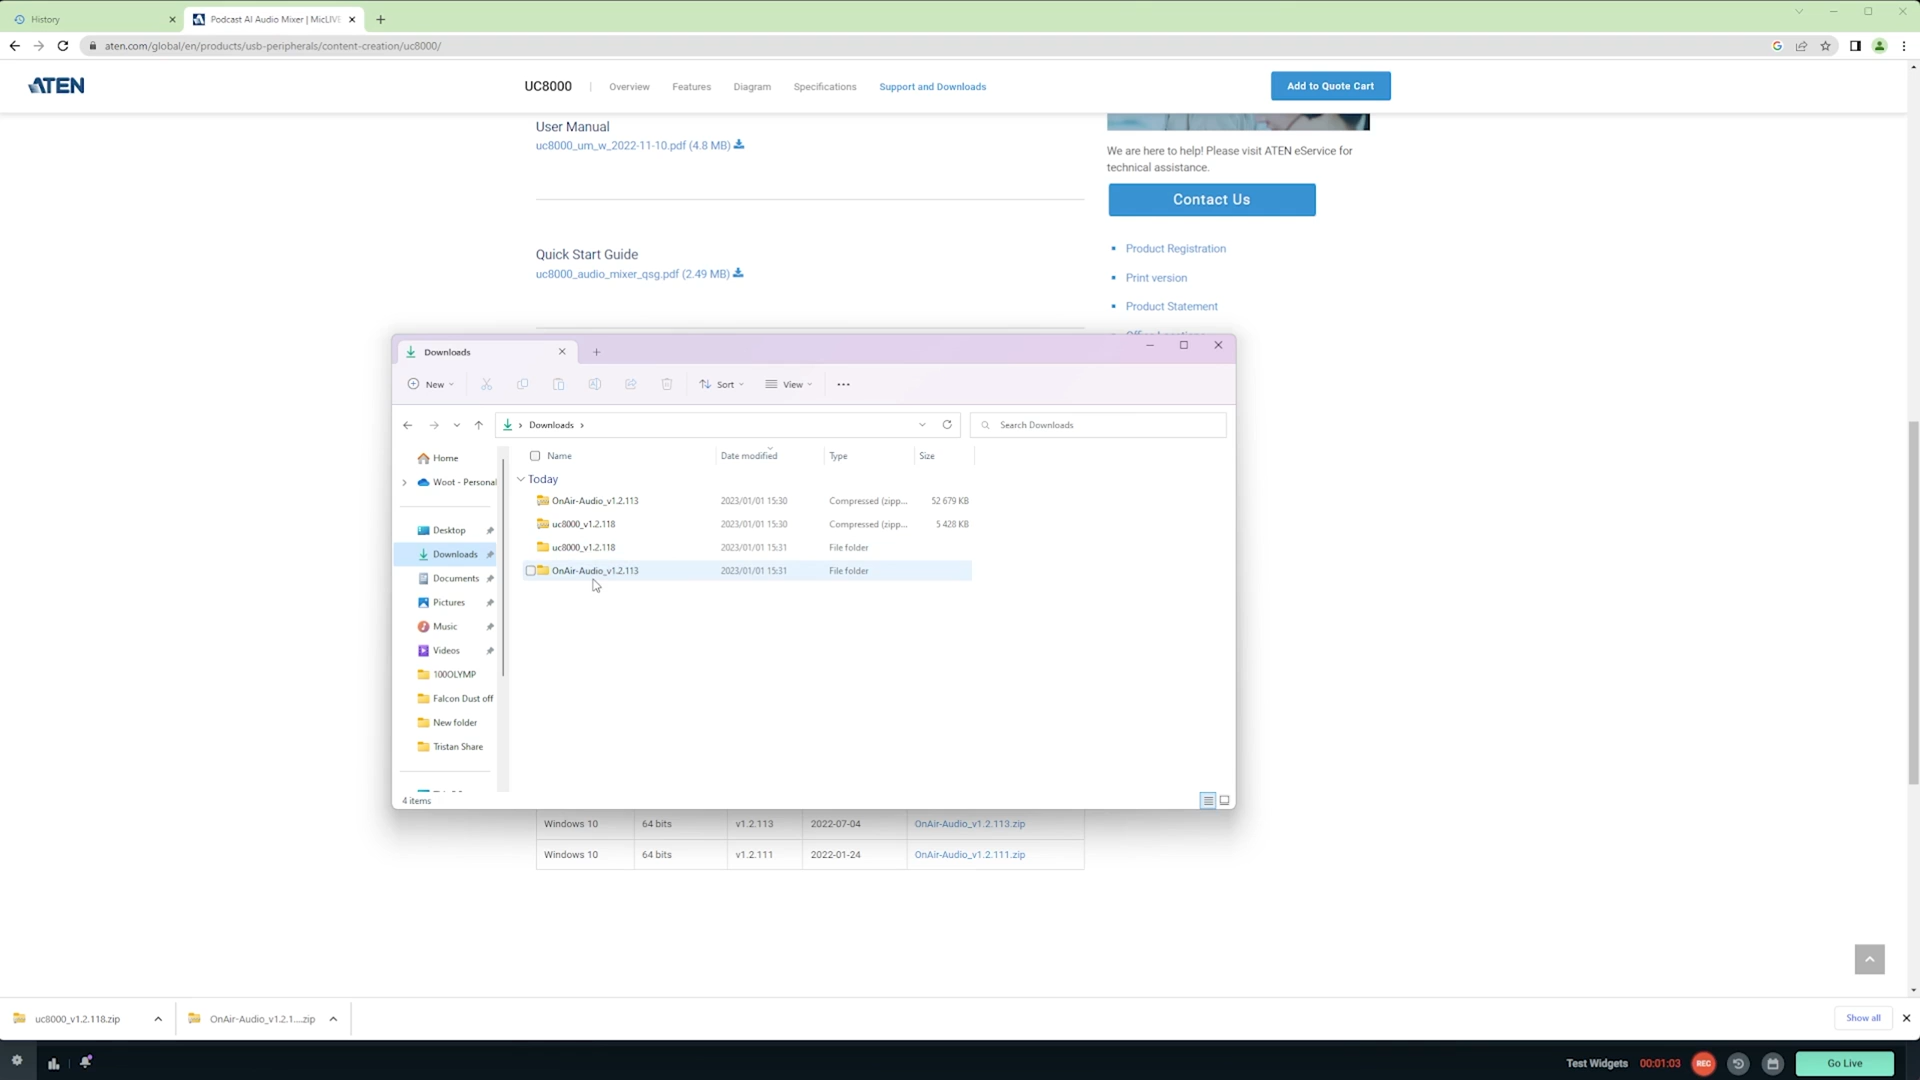 History
Podcast AI Audio Mixer | MicLIVE
aten.com/global/en/products/usb-peripherals/content-creation/uc8000/
ATEN
UC8000 | Overview Features Diagram Specifications Support and Downloads
Add to Quote Cart
User Manual
uc8000_um_w_2022-11-10.pdf (4.8 MB)
We are here to help! Please visit ATEN eService for
technical assistance.
Contact Us
Quick Start Guide
uc8000_audio_mixer_qsg.pdf (2.49 MB)
Product Registration
Print version
Product Statement
Downloads
New Sort View
Downloads
Search Downloads
Name Date modified Type Size
Today
OnAir-Audio_v1.2.113 2023/01/01 15:30 Compressed (zipp... 52 679 KB
uc8000_v1.2.118 2023/01/01 15:30 Compressed (zipp... 5 428 KB
uc8000_v1.2.118 2023/01/01 15:31 File folder
OnAir-Audio_v1.2.113 2023/01/01 15:31 File folder
Home
Woot - Personal
Desktop
Downloads
Documents
Pictures
Music
Videos
100OLYMP
Falcon Dust off
New folder
Tristan Share
4 items
Windows 10 64 bits v1.2.113 2022-07-04 OnAir-Audio_v1.2.113.zip
Windows 10 64 bits v1.2.111 2022-01-24 OnAir-Audio_v1.2.111.zip
uc8000_v1.2.118.zip
OnAir-Audio_v1.2.1....zip
Show all
Test Widgets 00:01:03 REC Go Live